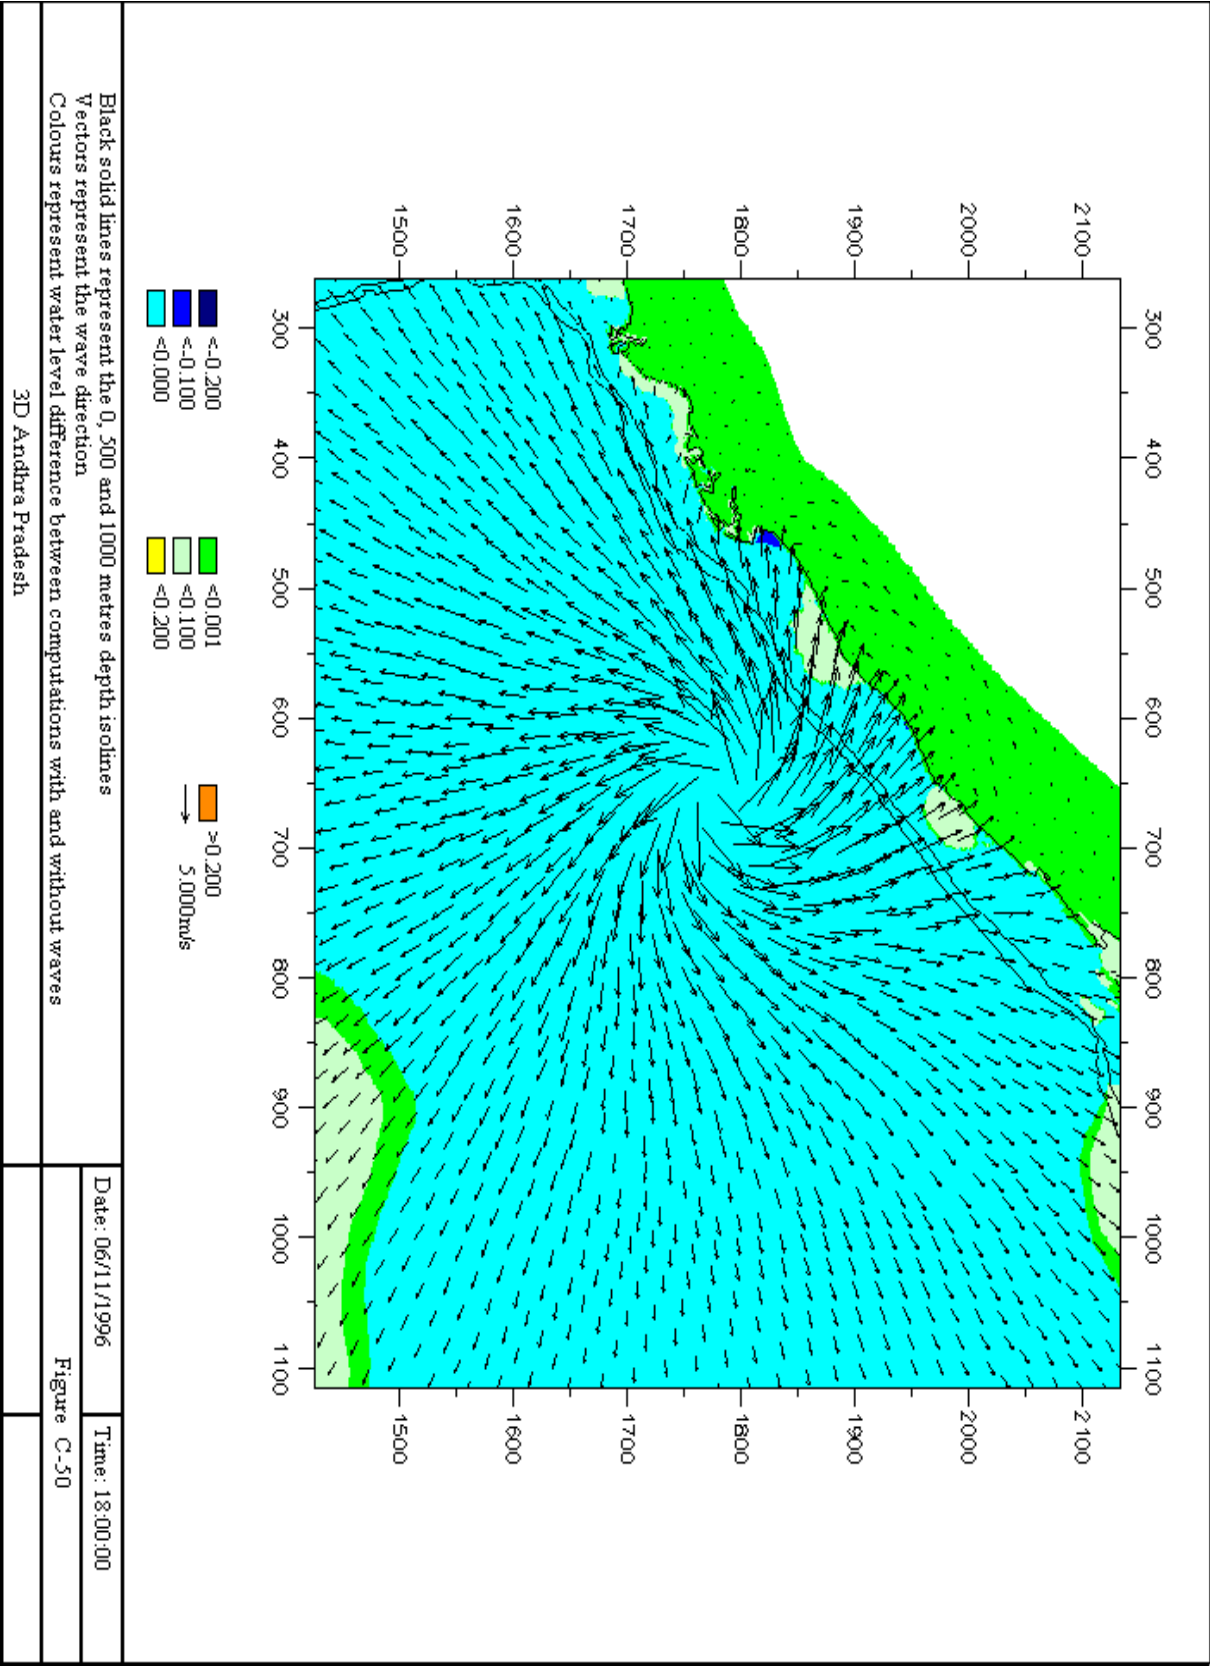 300 400 500 600 700 800 900 1000 1100
2100 2100
2000 2000
1900 1900
1800 1800
1700 1700
1600 1600
1500 1500
300 400 500 600 700 800 900 1000 1100
<-0.200 <0.001 >0.200
<-0.100 <0.100 5.000m/s
<0.000 <0.200
Black solid lines represent the 0, 500 and 1000 metres depth isolines
Vectors represent the wave direction
Colours represent water level difference between computations with and without waves
Date: 06/11/1996 Time: 18:00:00
Figure C-50
3D Andhra Pradesh